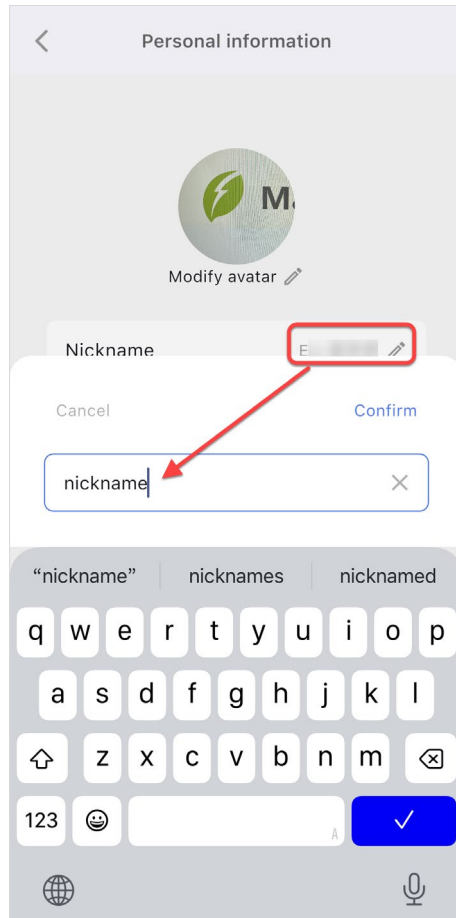 Personal information
M
Modify avatar
Nickname E
Cancel Confirm
nickname
“nickname” nicknames nicknamed
q w e r t y u i o p
a s d f g h j k l
z x c v b n m
123
A